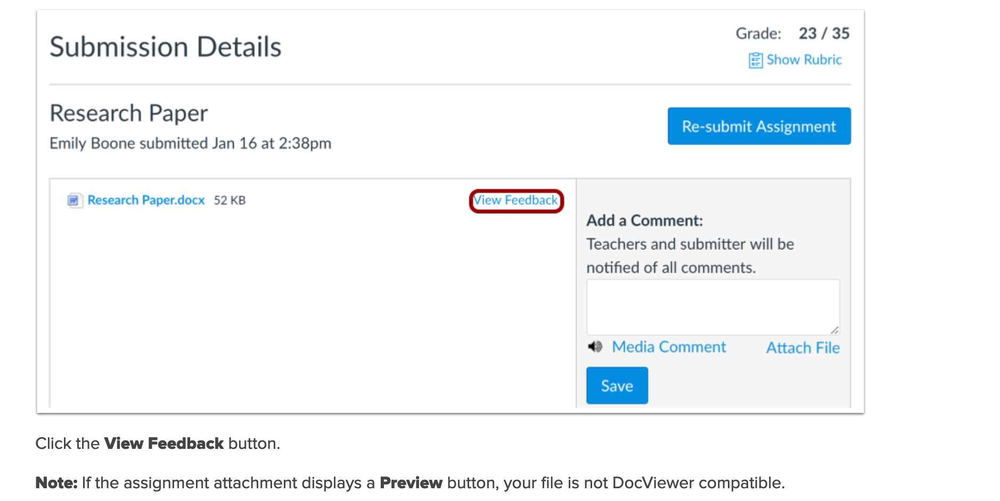 Submission Details
Grade: 23 / 35
Show Rubric
Research Paper
Re-submit Assignment
Emily Boone submitted Jan 16 at 2:38pm
Research Paper.docx 52 KB
View Feedback
Add a Comment:
Teachers and submitter will be
notified of all comments.
Media Comment
Attach File
Save
Click the View Feedback button.
Note: If the assignment attachment displays a Preview button, your file is not DocViewer compatible.